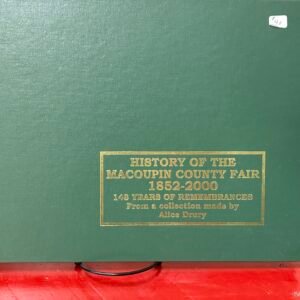 HISTORY OF THE
MACOUPIN COUNTY FAIR
1852-2000
148 YEARS OF REMEMBRANCES
From a collection made by
Alice Drury